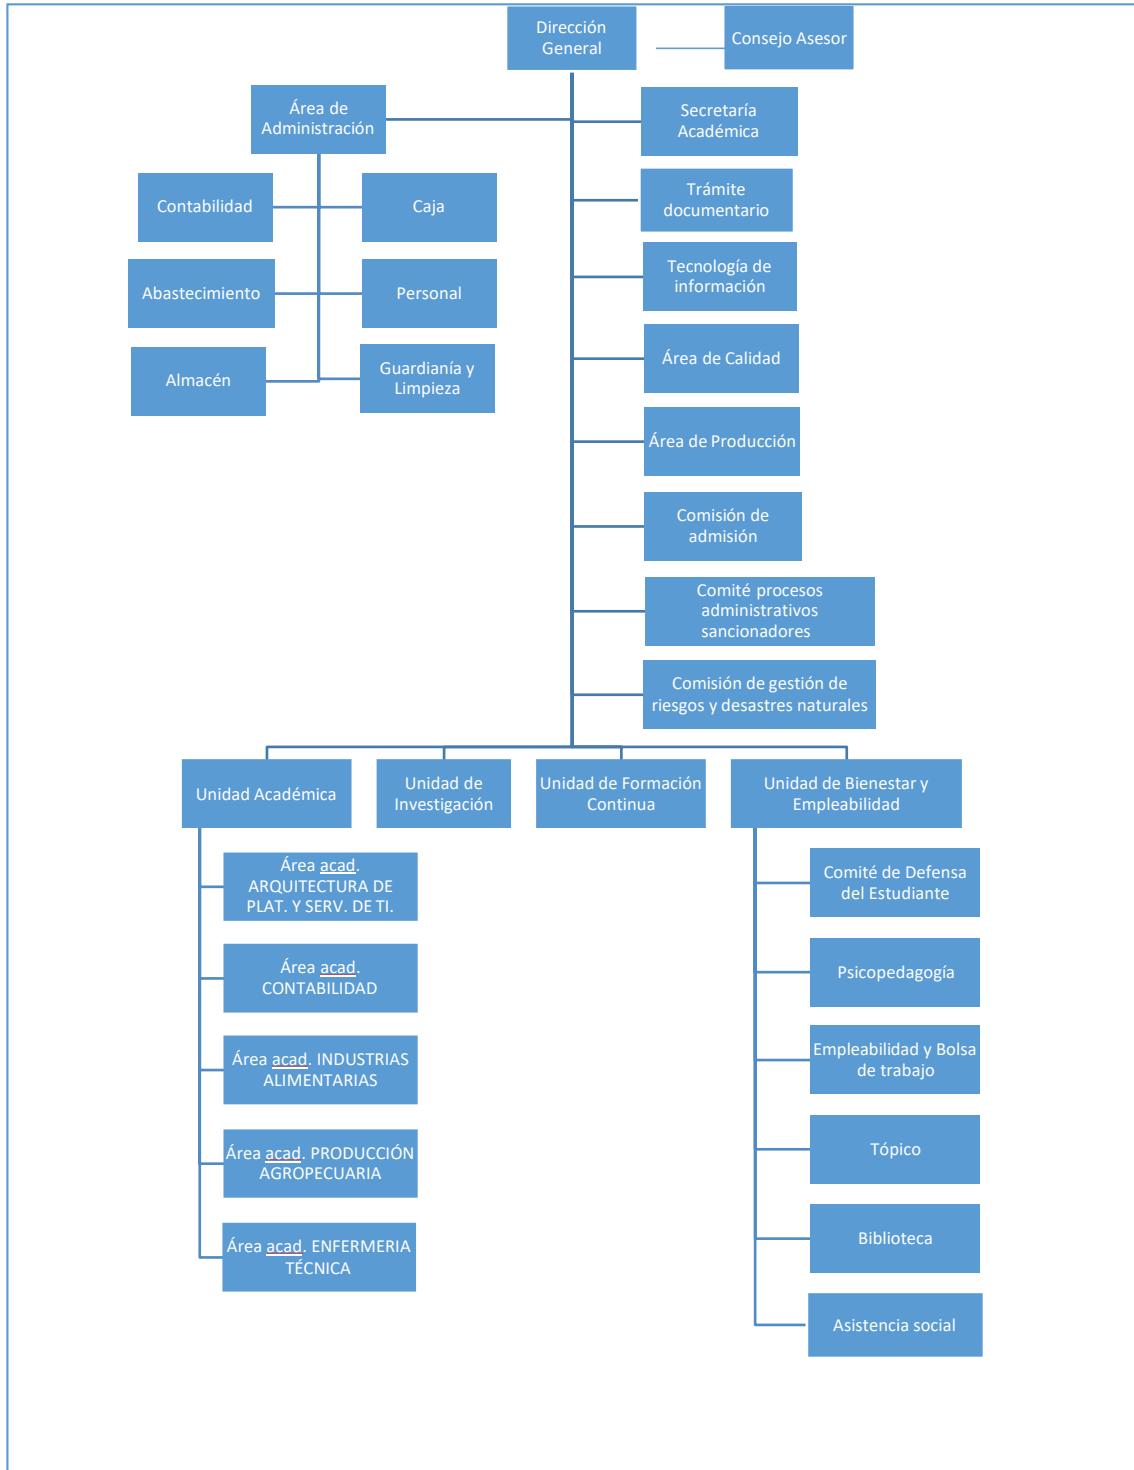 Dirección
General
Consejo Asesor
Área de
Administración
Secretaría
Académica
Contabilidad
Caja
Trámite
documentario
Abastecimiento
Personal
Tecnología de
información
Almacén
Guardianía y
Limpieza
Área de Calidad
Área de Producción
Comisión de
admisión
Comité procesos
administrativos
sancionadores
Comisión de gestión de
riesgos y desastres naturales
Unidad Académica
Unidad de
Investigación
Unidad de Formación
Continua
Unidad de Bienestar y
Empleabilidad
Área acad.
ARQUITECTURA DE
PLAT. Y SERV. DE TI.
Área acad.
CONTABILIDAD
Área acad. INDUSTRIAS
ALIMENTARIAS
Área acad. PRODUCCIÓN
AGROPECUARIA
Área acad. ENFERMERIA
TÉCNICA
Comité de Defensa
del Estudiante
Psicopedagogía
Empleabilidad y Bolsa
de trabajo
Tópico
Biblioteca
Asistencia social